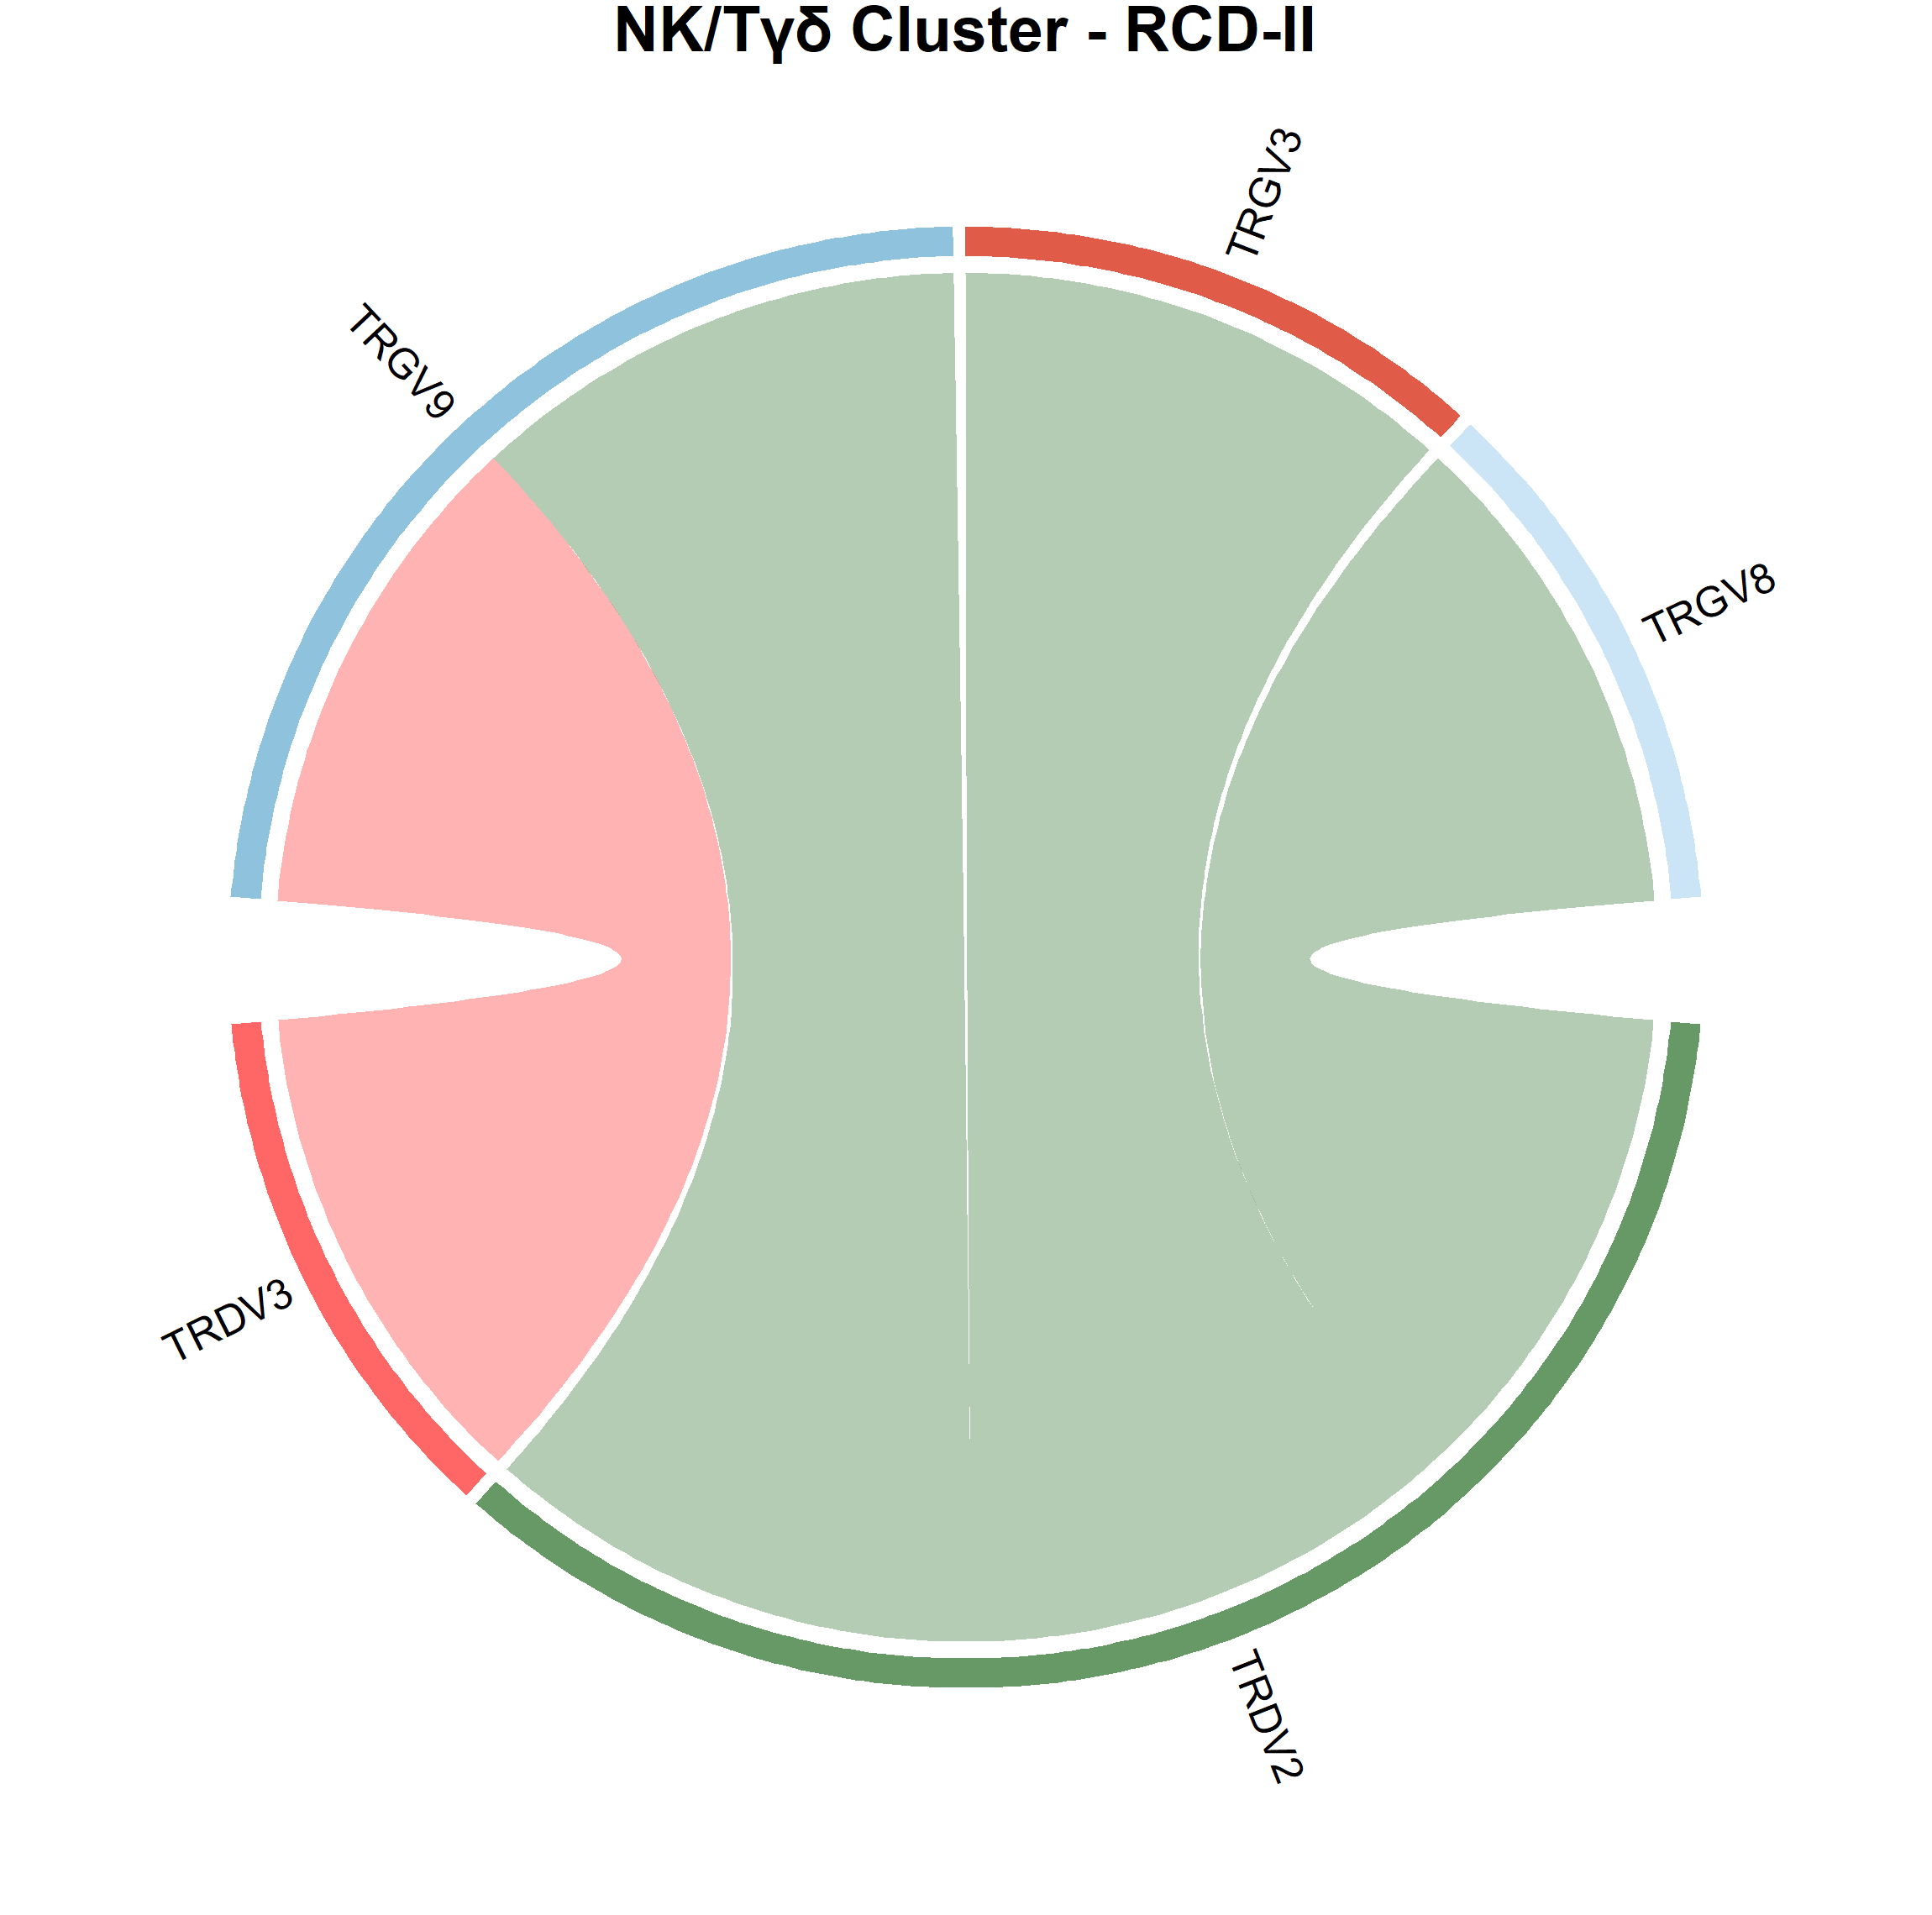 NK/Tγδ Cluster - RCD-II
TRGV3
TRGV9
TRGV8
TRDV3
TRDV2